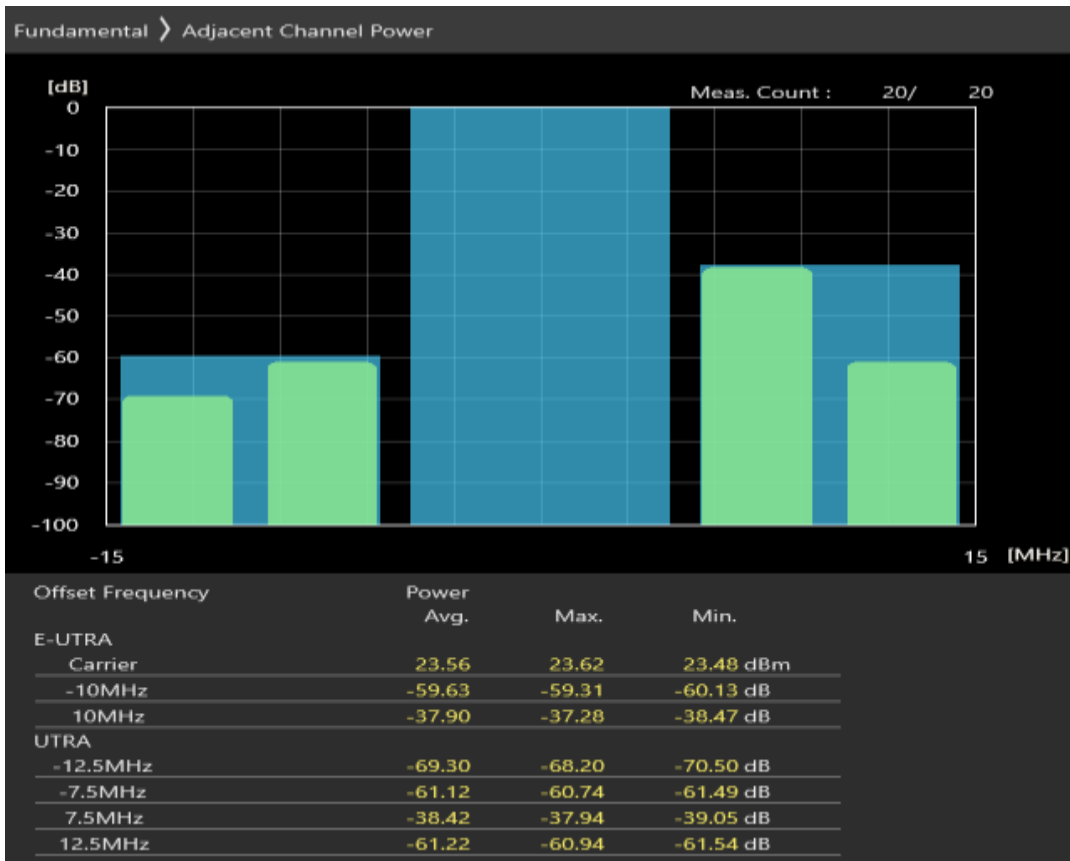 Fundamental 〉 Adjacent Channel Power
[dB]
Meas. Count : 20/ 20
0
-10
-20
-30
-40
-50
-60
-70
-80
-90
-100
-15 15 [MHz]
Offset Frequency Power
Avg. Max. Min.
E-UTRA
Carrier 23.56 23.62 23.48 dBm
-10MHz -59.63 -59.31 -60.13 dB
10MHz -37.90 -37.28 -38.47 dB
UTRA
-12.5MHz -69.30 -68.20 -70.50 dB
-7.5MHz -61.12 -60.74 -61.49 dB
7.5MHz -38.42 -37.94 -39.05 dB
12.5MHz -61.22 -60.94 -61.54 dB